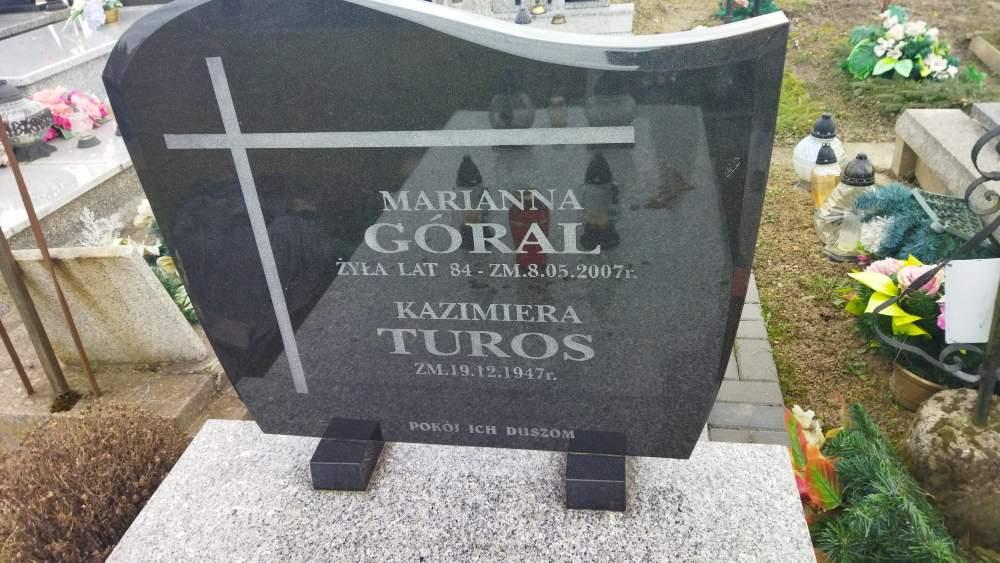 MARIANNA
GÓRAL
ŻYŁA LAT 84 - ZM.8.05.2007r.
KAZIMIERA
TUROS
ZM.19.12.1947r.
POKÓJ ICH DUSZOM